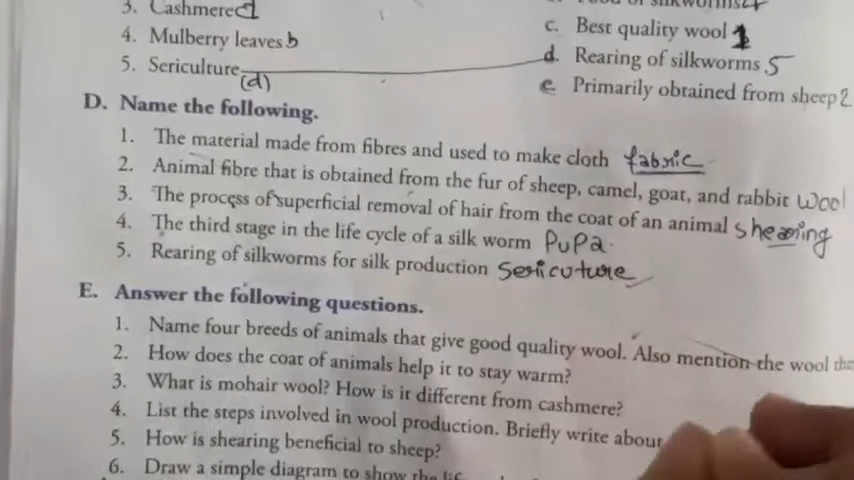 3. Cashmere d
c. Best quality wool 1
4. Mulberry leaves b
d. Rearing of silkworms 5
5. Sericulture (d)
e. Primarily obtained from sheep 2
D. Name the following.
1. The material made from fibres and used to make cloth fabric
2. Animal fibre that is obtained from the fur of sheep, camel, goat, and rabbit wool
3. The process of superficial removal of hair from the coat of an animal shearing
4. The third stage in the life cycle of a silk worm PuPa
5. Rearing of silkworms for silk production Sericuture
E. Answer the following questions.
1. Name four breeds of animals that give good quality wool. Also mention the wool
2. How does the coat of animals help it to stay warm?
3. What is mohair wool? How is it different from cashmere?
4. List the steps involved in wool production. Briefly write about
5. How is shearing beneficial to sheep?
6. Draw a simple diagram to show the